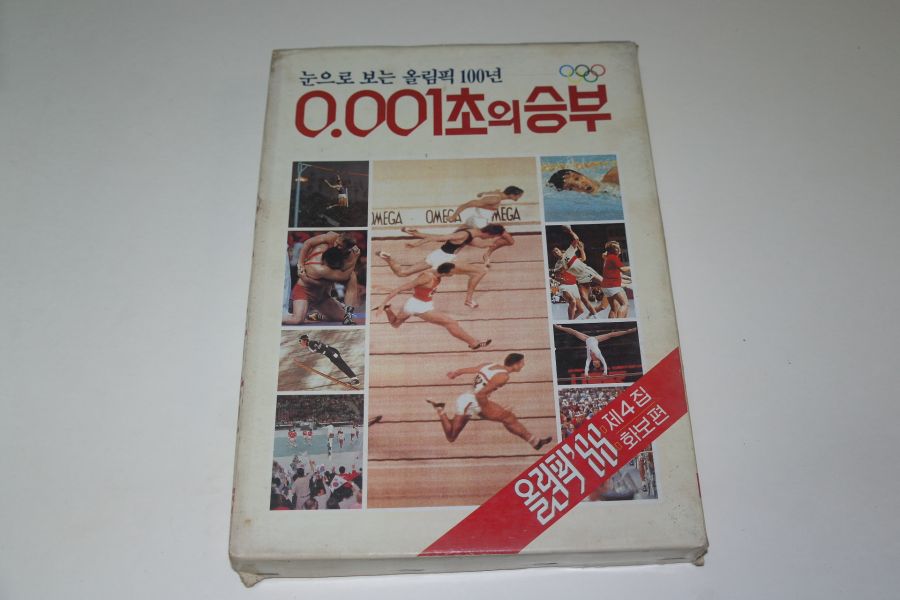 눈으로 보는 올림픽 100년
0.001초의 승부
OMEGA OMEGA OMEGA
올림픽'88 제4집
화보편